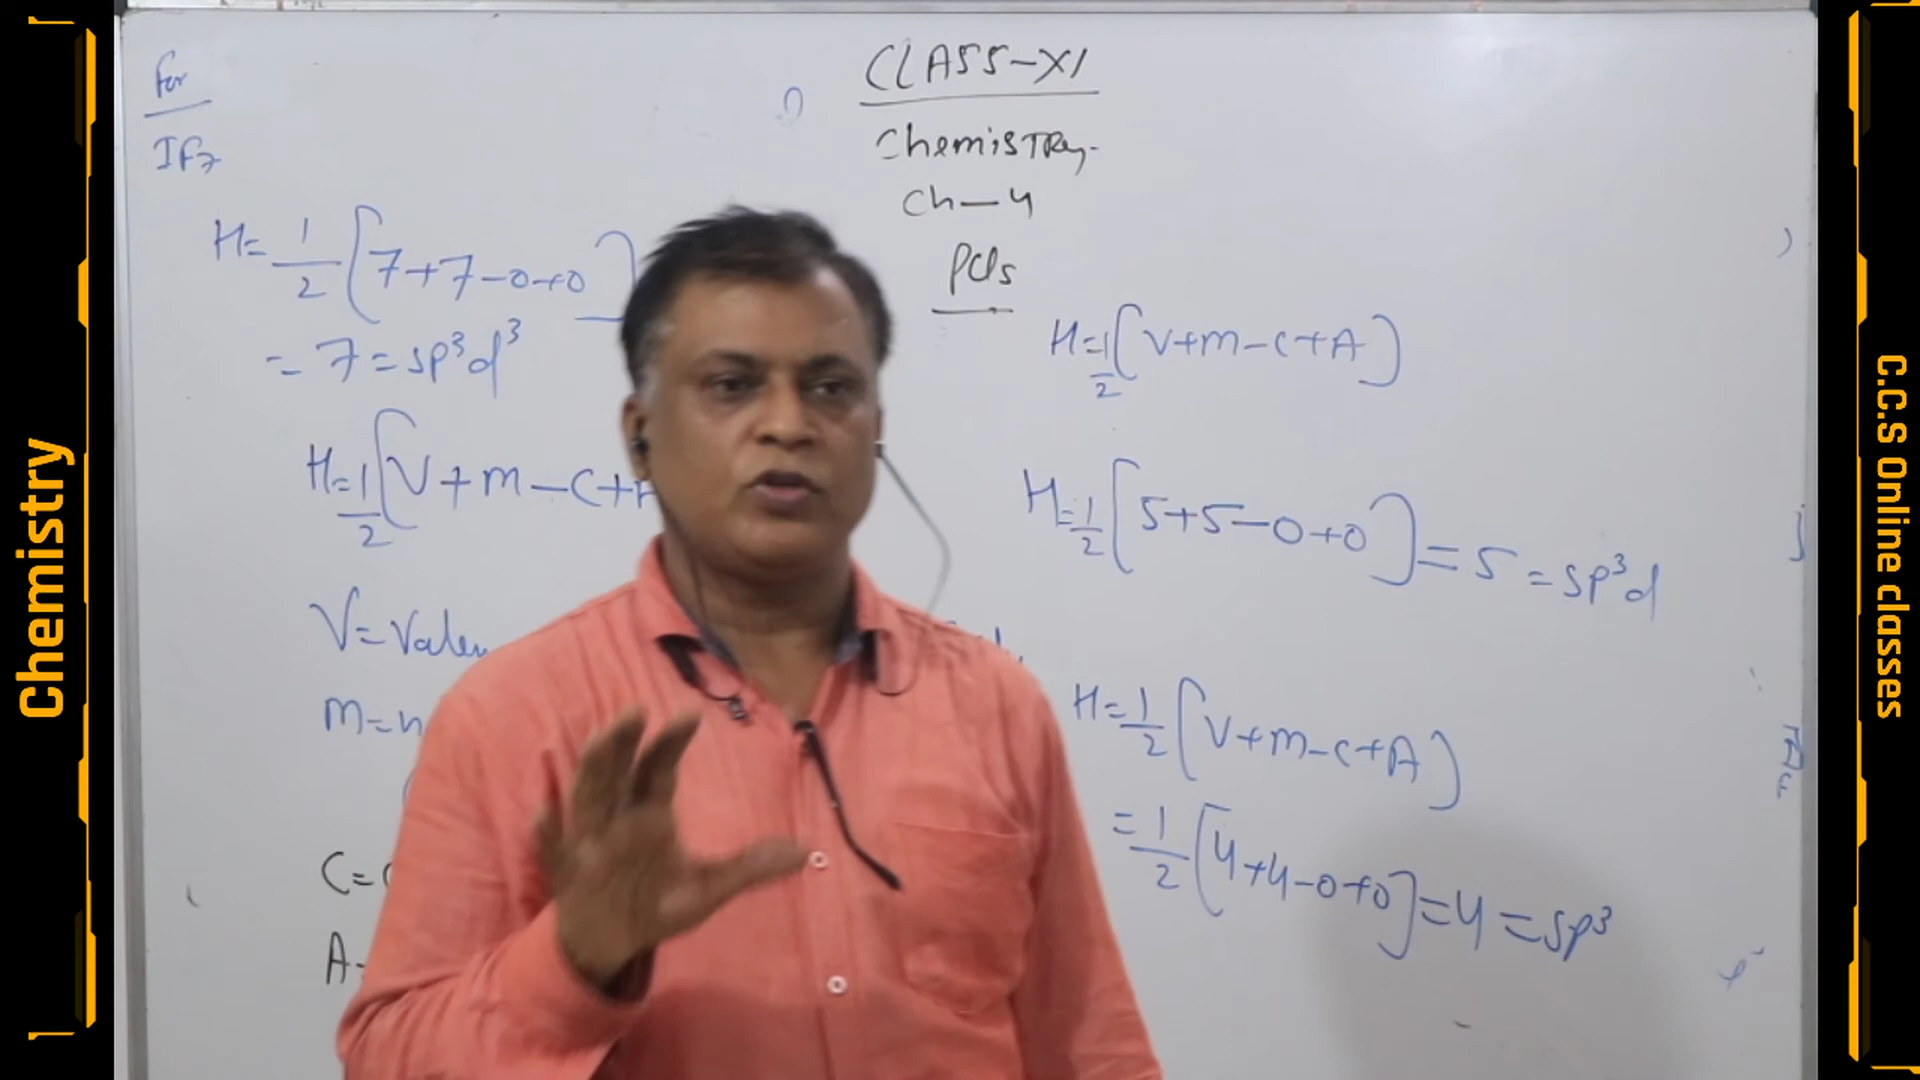 Chemistry
For
IF7
H = 1/2 [7+7-0+0]
= 7 = sp³d³
H = 1/2 [V + m - C + A
V = Valen
m = n
C =
A -
CLASS-XI
Chemistry
Ch-4
PCl5
H = 1/2 [V+m-C+A]
H = 1/2 [5+5-0+0] = 5 = sp³d
H = 1/2 [V+m-C+A]
= 1/2 [4+4-0+0] = 4 = sp³
C.C.S Online classes